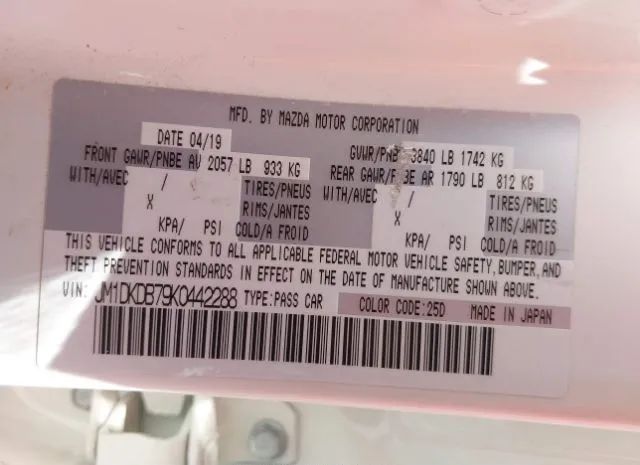 MFD. BY MAZDA MOTOR CORPORATION
DATE 04/19
GVWR/PNB 3840 LB 1742 KG
FRONT GAWR/PNBE AV 2057 LB 933 KG
REAR GAWR/P BE AR 1790 LB 812 KG
WITH/AVEC / TIRES/PNEUS WITH/AVEC / TIRES/PNEUS
X RIMS/JANTES X RIMS/JANTES
KPA/ PSI COLD/A FROID KPA/ PSI COLD/A FROID
THIS VEHICLE CONFORMS TO ALL APPLICABLE FEDERAL MOTOR VEHICLE SAFETY, BUMPER, AND
THEFT PREVENTION STANDARDS IN EFFECT ON THE DATE OF MANUFACTURE SHOWN ABOVE.
VIN: JM1DKDB79K0442288 TYPE:PASS CAR COLOR CODE:25D MADE IN JAPAN